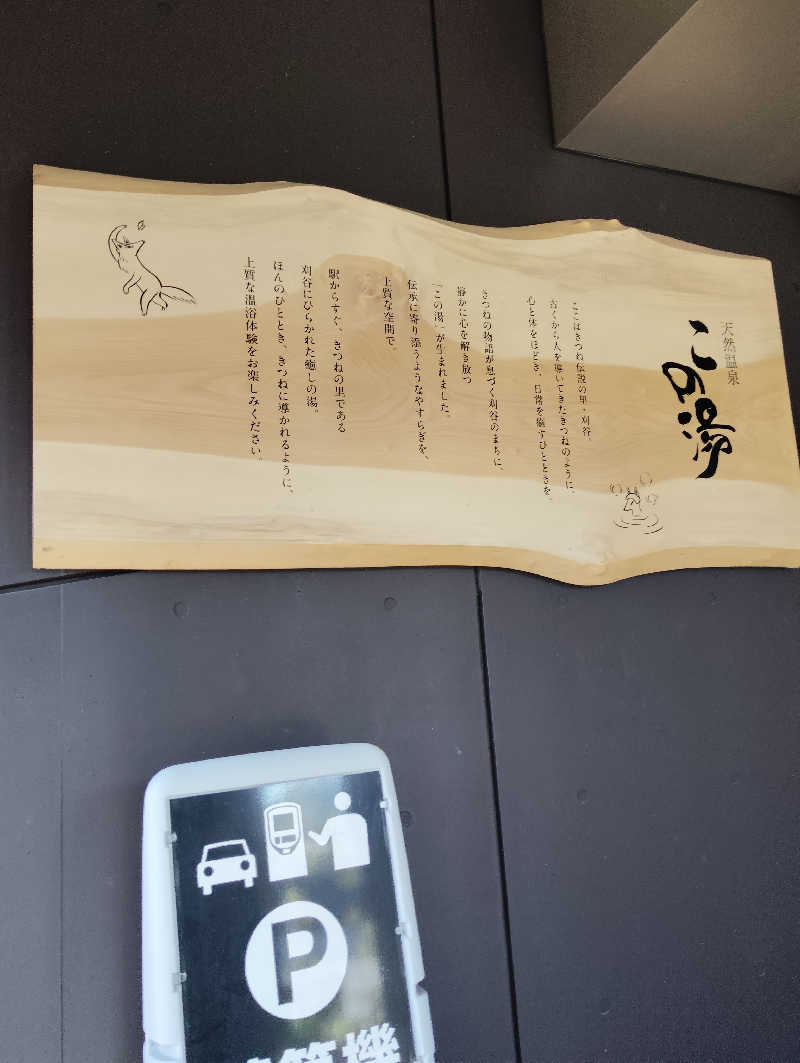 天然温泉
この湯
ここはきつね伝説の里・刈谷。
古くから人を導いてきたきつねのように、
心と体をほどき、日常を癒すひとときを。
きつねの物語が息づく刈谷のまちに、
静かに心を解き放つ
「この湯」が生まれました。
伝承に寄り添うようなやすらぎを、
上質な空間で。
駅からすぐ、きつねの里である
刈谷にひらかれた癒しの湯。
ほんのひととき、きつねに導かれるように、
上質な温浴体験をお楽しみください。
P
算機